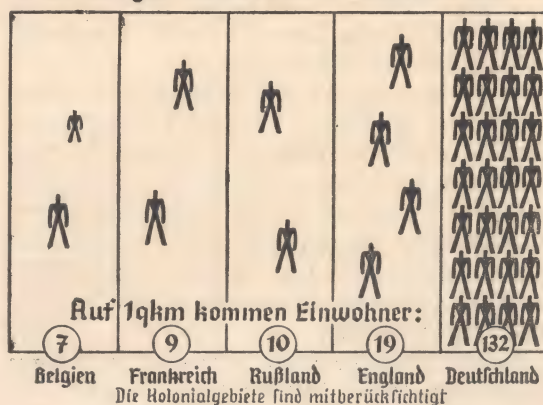 Auf 1qkm kommen Einwohner:
7 9 10 19 132
Belgien Frankreich Rußland England Deutschland
Die Kolonialgebiete sind mitberücksichtigt